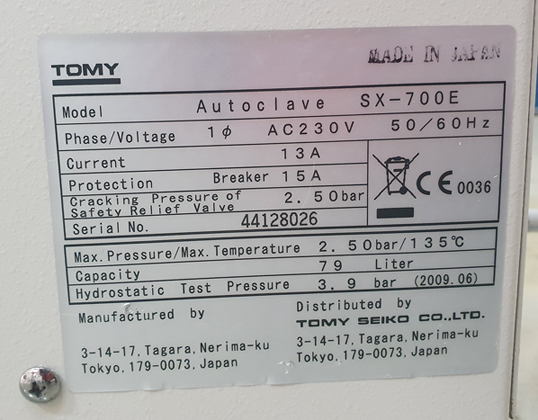 TOMY
MADE IN JAPAN
Model Autoclave SX-700E
Phase/Voltage 1φ AC230V 50/60Hz
Current 13A
Protection Breaker 15A
Cracking Pressure of
Safety Relief Valve 2.50bar
CE 0036
Serial No. 44128026
Max.Pressure/Max.Temperature 2.50bar/135℃
Capacity 79 Liter
Hydrostatic Test Pressure 3.9 bar (2009.06)
Manufactured by
3-14-17, Tagara, Nerima-ku
Tokyo, 179-0073, Japan
Distributed by
TOMY SEIKO CO.,LTD.
3-14-17, Tagara, Nerima-ku
Tokyo, 179-0073, Japan